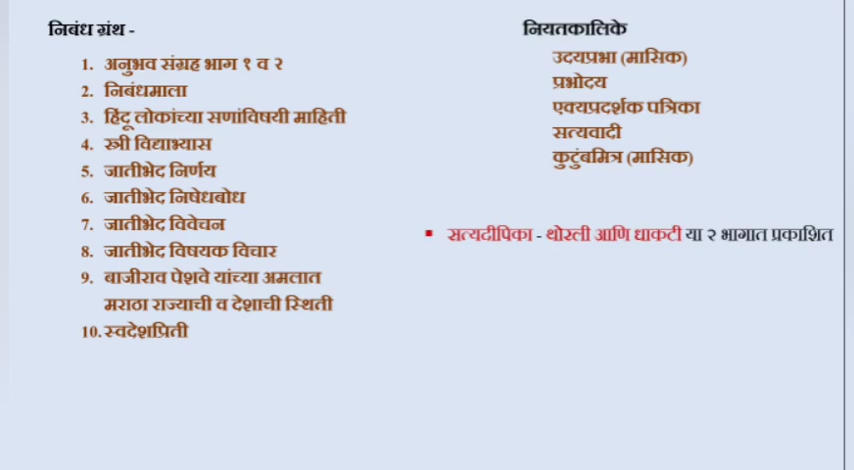 निबंध ग्रंथ -
1. अनुभव संग्रह भाग १ व २
2. निबंधमाला
3. हिंदू लोकांच्या सणांविषयी माहिती
4. स्त्री विद्याभ्यास
5. जातीभेद निर्णय
6. जातीभेद निषेधबोध
7. जातीभेद विवेचन
8. जातीभेद विषयक विचार
9. बाजीराव पेशवे यांच्या अमलात
मराठा राज्याची व देशाची स्थिती
10. स्वदेशप्रिती
नियतकालिके
उदयप्रभा (मासिक)
प्रभोदय
एक्यप्रदर्शक पत्रिका
सत्यवादी
कुटुंबमित्र (मासिक)
▪ सत्यदीपिका - थोरली आणि धाकटी या २ भागात प्रकाशित